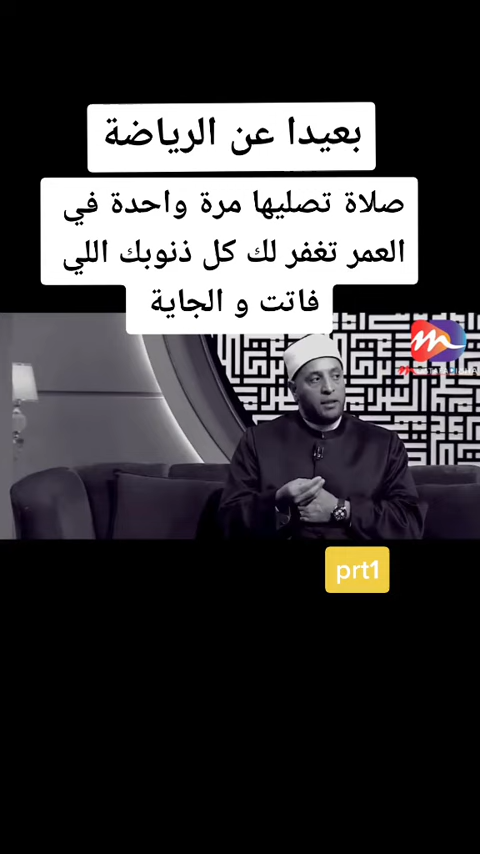 بعيدا عن الرياضة
صلاة تصليها مرة واحدة في
العمر تغفر لك كل ذنوبك اللي
فاتت و الجاية
prt1